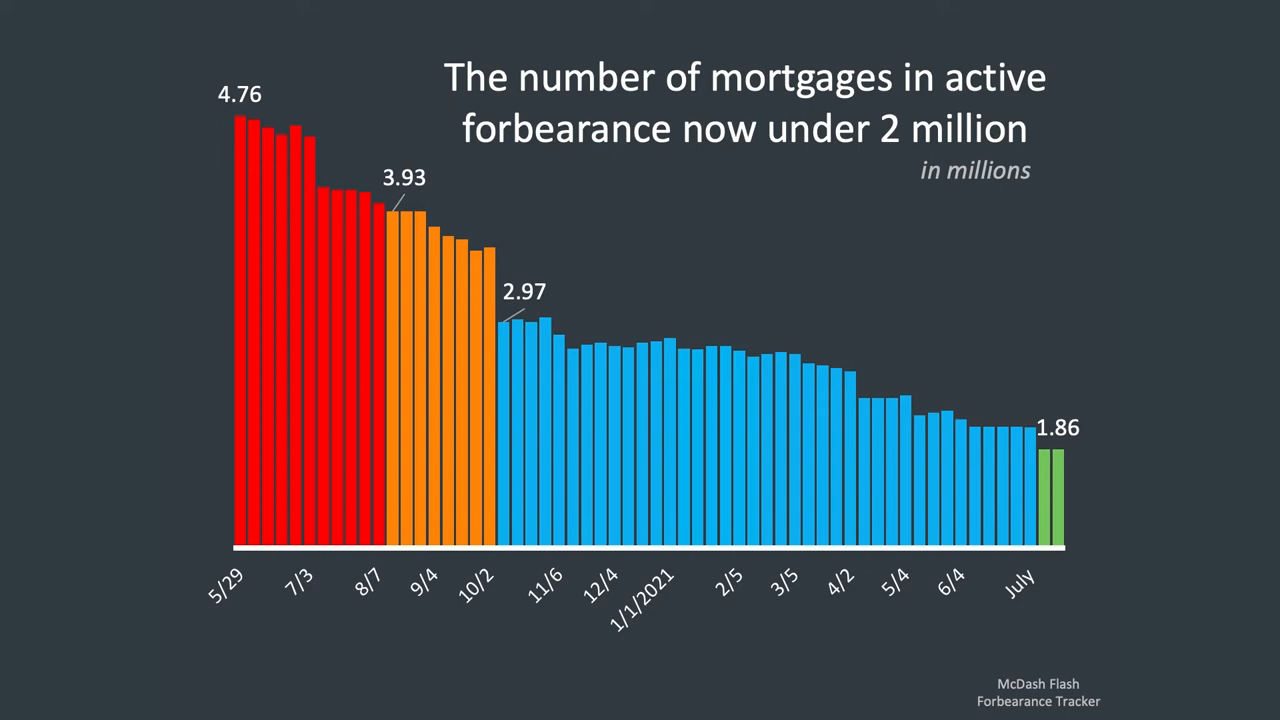 The number of mortgages in active
forbearance now under 2 million
in millions
4.76
3.93
2.97
1.86
5/29
7/3
8/7
9/4
10/2
11/6
12/4
1/1/2021
2/5
3/5
4/2
5/4
6/4
July
McDash Flash
Forbearance Tracker